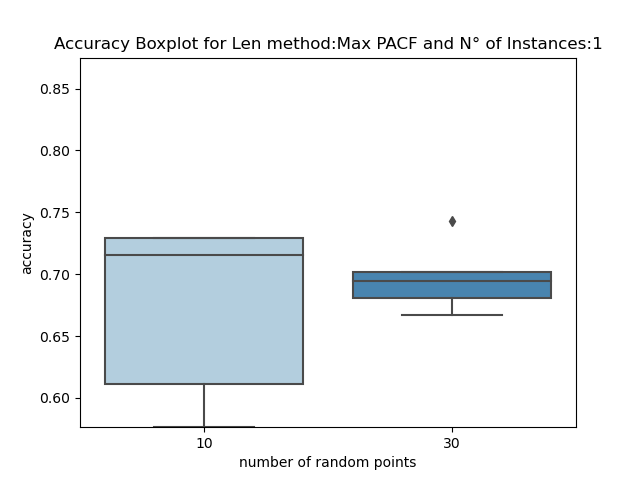 Accuracy Boxplot for Len method:Max PACF and N° of Instances:1
0.85
0.80
0.75
0.70
0.65
0.60
accuracy
10
30
number of random points